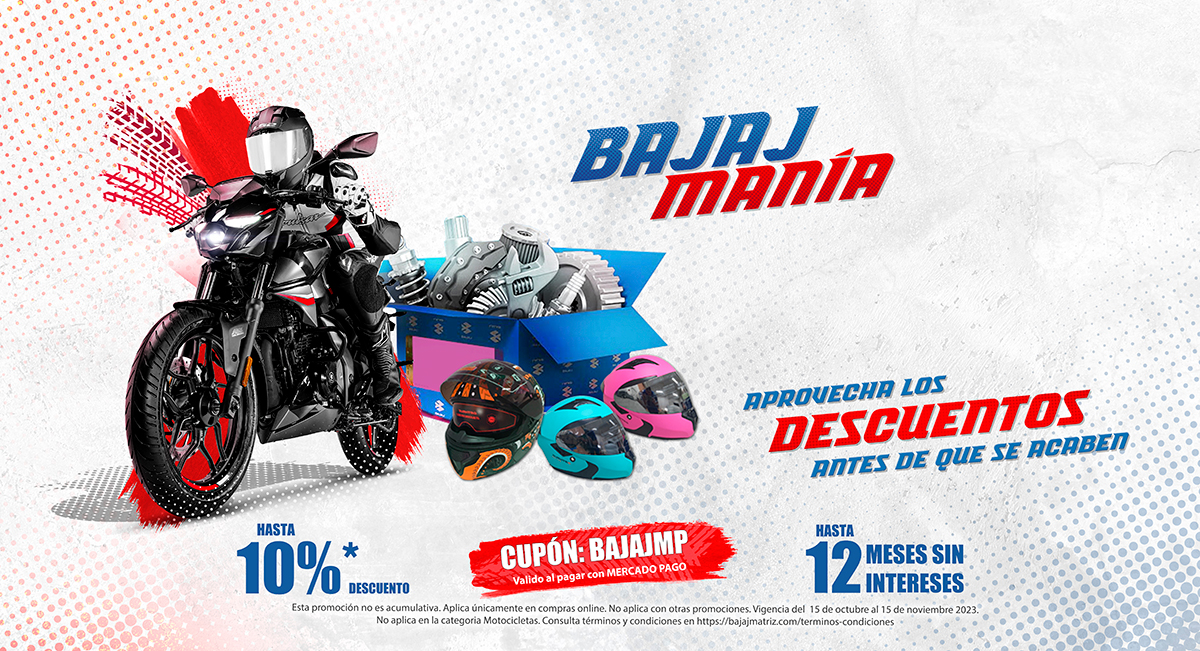 BAJAJ
MANÍA
APROVECHA LOS
DESCUENTOS
ANTES DE QUE SE ACABEN
HASTA
10%*
DESCUENTO
CUPÓN: BAJAJMP
Valido al pagar con MERCADO PAGO
HASTA
12 MESES SIN
INTERESES
Esta promoción no es acumulativa. Aplica únicamente en compras online. No aplica con otras promociones. Vigencia del 15 de octubre al 15 de noviembre 2023.
No aplica en la categoria Motocicletas. Consulta términos y condiciones en https://bajajmatriz.com/terminos-condiciones